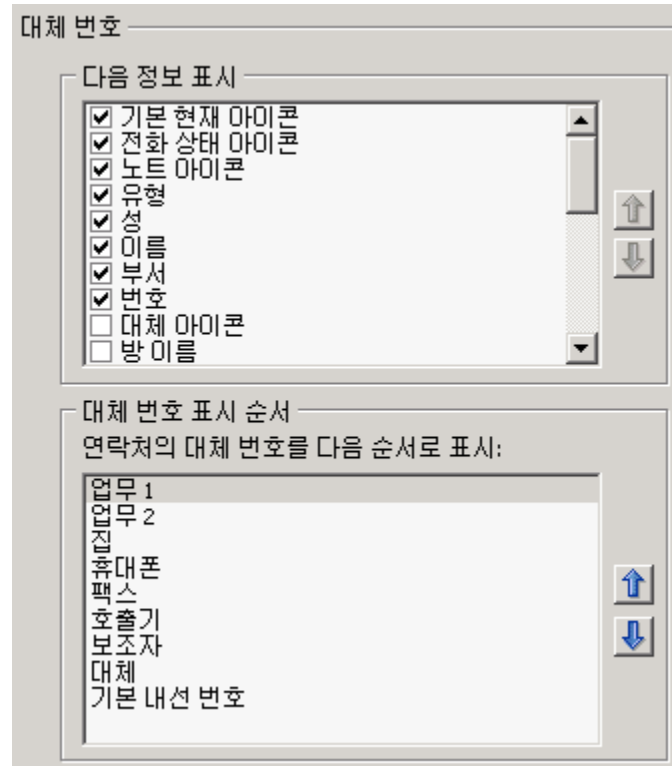 대체 번호
다음 정보 표시
기본 현재 아이콘
전화 상태 아이콘
노트 아이콘
유형
성
이름
부서
번호
대체 아이콘
방 이름
대체 번호 표시 순서
연락처의 대체 번호를 다음 순서로 표시:
업무 1
업무 2
집
휴대폰
팩스
호출기
보조자
대체
기본 내선 번호